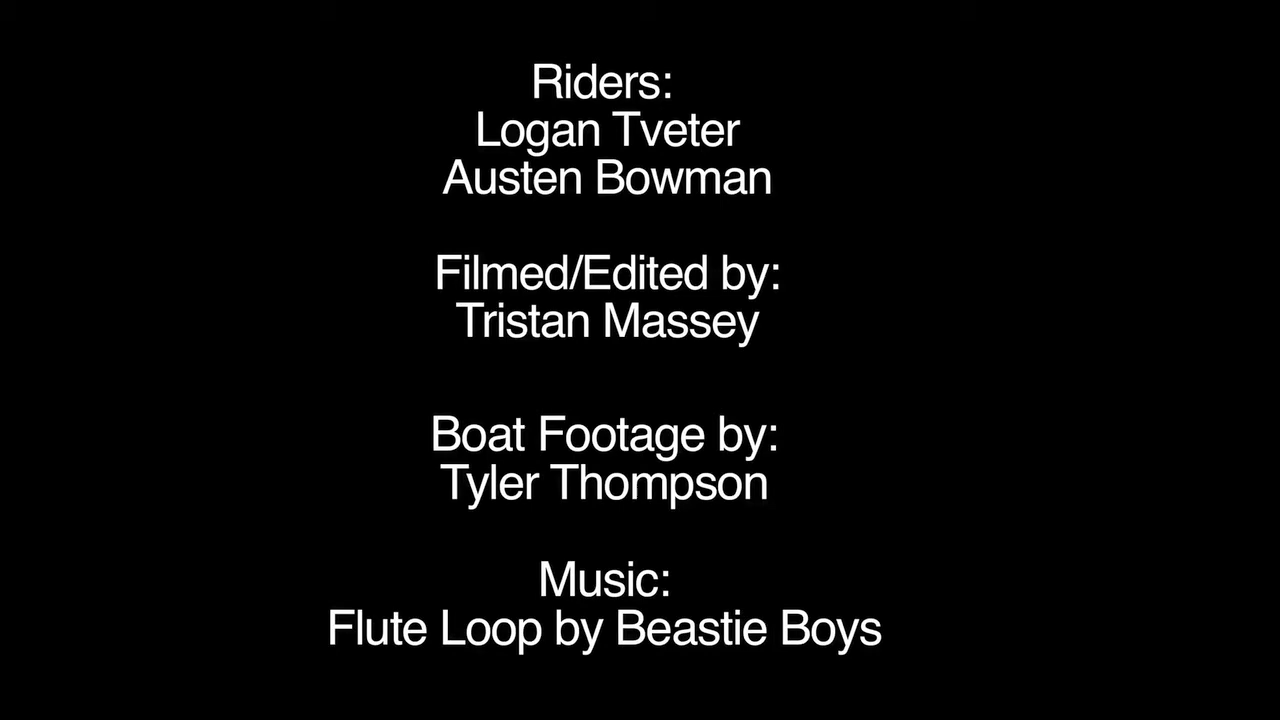 Riders:
Logan Tveter
Austen Bowman
Filmed/Edited by:
Tristan Massey
Boat Footage by:
Tyler Thompson
Music:
Flute Loop by Beastie Boys